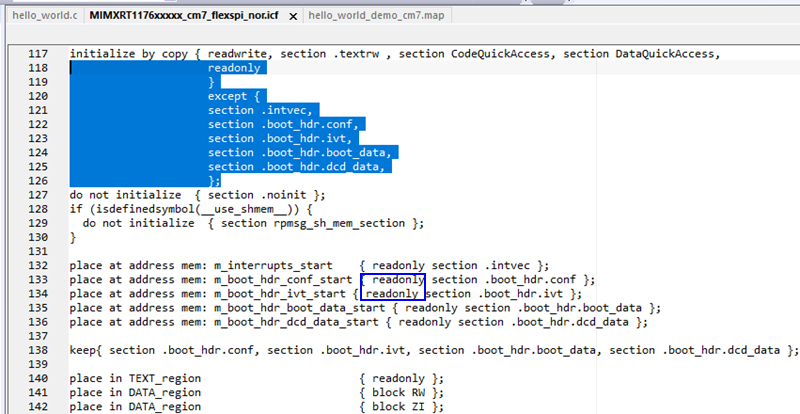 hello_world.c MIMXRT1176xxxxx_cm7_flexspi_nor.icf × hello_world_demo_cm7.map
117 initialize by copy { readwrite, section .textrw , section CodeQuickAccess, section DataQuickAccess,
118 readonly
119 }
120 except {
121 section .intvec,
122 section .boot_hdr.conf,
123 section .boot_hdr.ivt,
124 section .boot_hdr.boot_data,
125 section .boot_hdr.dcd_data,
126 };
127 do not initialize { section .noinit };
128 if (isdefinedsymbol(__use_shmem__)) {
129 do not initialize { section rpmsg_sh_mem_section };
130 }
131
132 place at address mem: m_interrupts_start { readonly section .intvec };
133 place at address mem: m_boot_hdr_conf_start { readonly section .boot_hdr.conf };
134 place at address mem: m_boot_hdr_ivt_start { readonly section .boot_hdr.ivt };
135 place at address mem: m_boot_hdr_boot_data_start { readonly section .boot_hdr.boot_data };
136 place at address mem: m_boot_hdr_dcd_data_start { readonly section .boot_hdr.dcd_data };
137
138 keep{ section .boot_hdr.conf, section .boot_hdr.ivt, section .boot_hdr.boot_data, section .boot_hdr.dcd_data };
139
140 place in TEXT_region { readonly };
141 place in DATA_region { block RW };
142 place in DATA_region { block ZI };